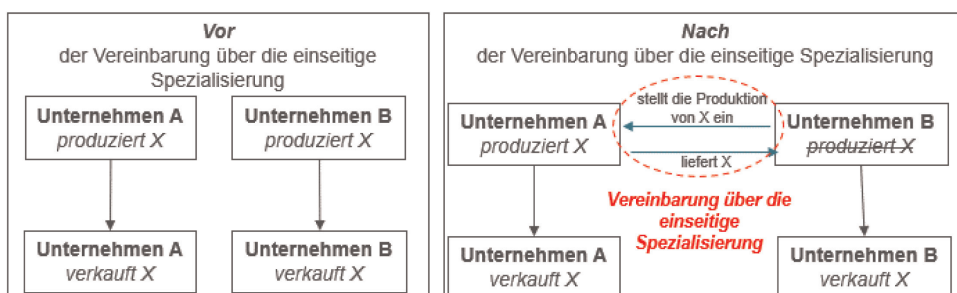 Vor
der Vereinbarung über die einseitige
Spezialisierung
Unternehmen A
produziert X
Unternehmen B
produziert X
Unternehmen A
verkauft X
Unternehmen B
verkauft X
Nach
der Vereinbarung über die einseitige Spezialisierung
Unternehmen A
produziert X
stellt die Produktion
von X ein
liefert X
Unternehmen B
produziert X
Vereinbarung über die
einseitige
Spezialisierung
Unternehmen A
verkauft X
Unternehmen B
verkauft X